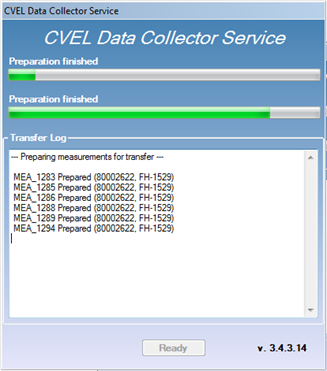 CVEL Data Collector Service
CVEL Data Collector Service
Preparation finished
Preparation finished
Transfer Log
--- Preparing measurements for transfer ---
MEA_1283 Prepared (80002622, FH-1529)
MEA_1285 Prepared (80002622, FH-1529)
MEA_1286 Prepared (80002622, FH-1529)
MEA_1288 Prepared (80002622, FH-1529)
MEA_1289 Prepared (80002622, FH-1529)
MEA_1294 Prepared (80002622, FH-1529)
Ready
v. 3.4.3.14